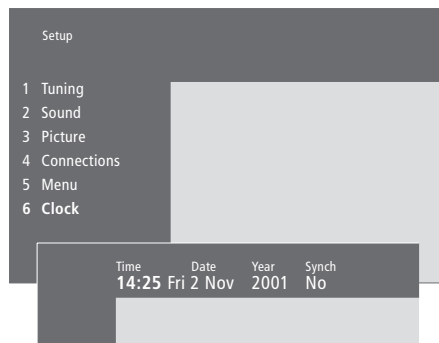 Setup
1 Tuning
2 Sound
3 Picture
4 Connections
5 Menu
6 Clock
Time Date Year Synch
14:25 Fri 2 Nov 2001 No